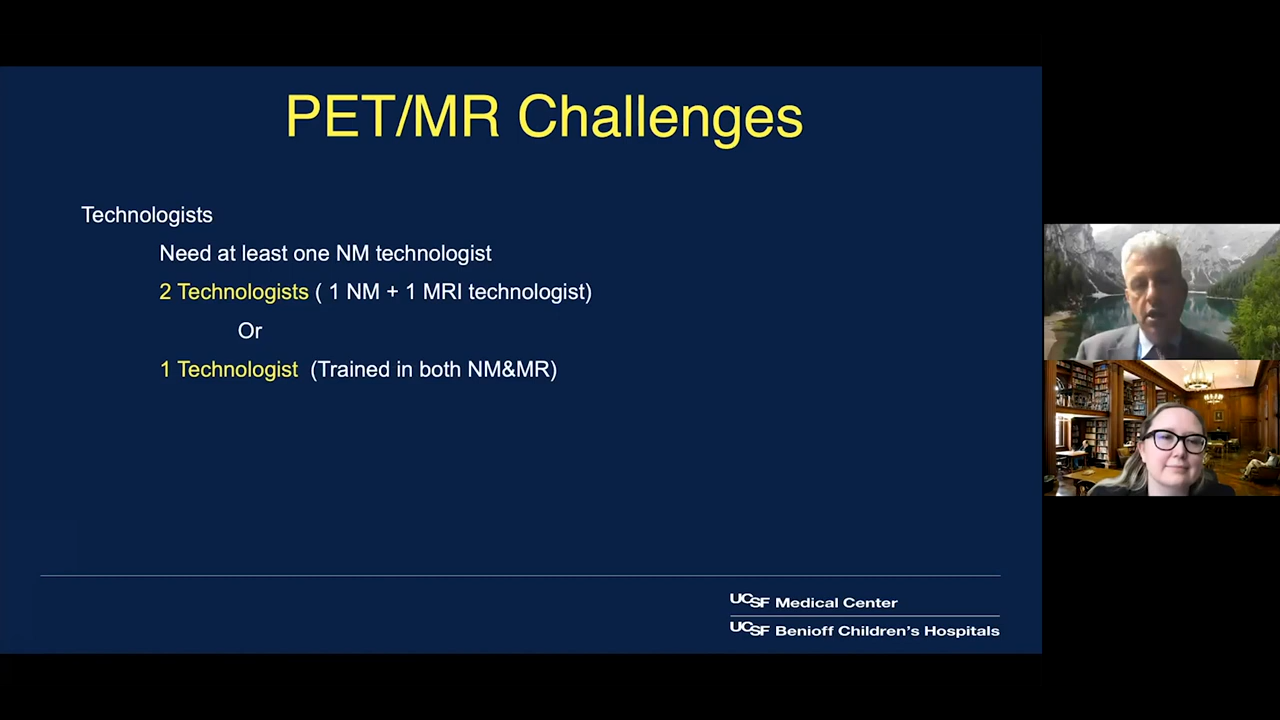 PET/MR Challenges
Technologists
Need at least one NM technologist
2 Technologists ( 1 NM + 1 MRI technologist)
Or
1 Technologist (Trained in both NM&MR)
UCSF Medical Center
UCSF Benioff Children's Hospitals